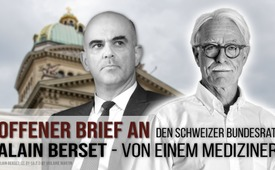 OFFENER BRIEF AN DEN SCHWEIZER BUNDESRAT
ALAIN BERSET - VON EINEM MEDIZINER